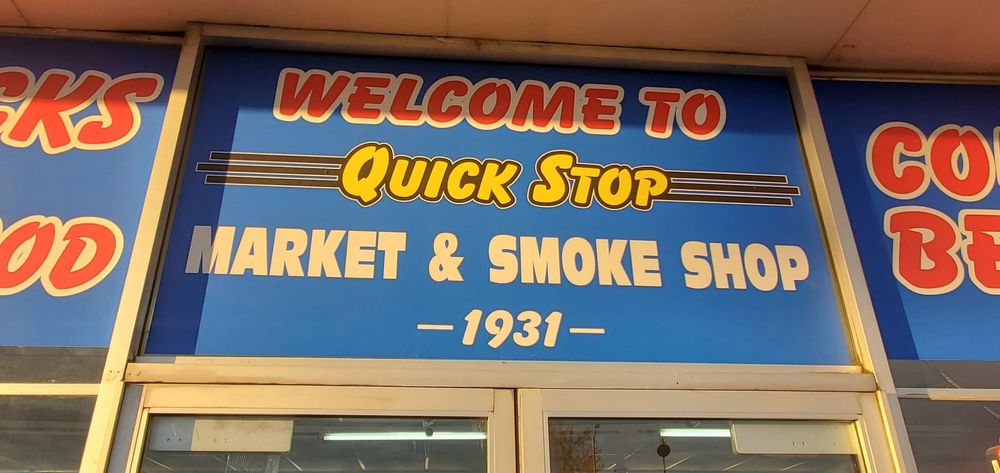 WELCOME TO
QUICK STOP
MARKET & SMOKE SHOP
-1931-